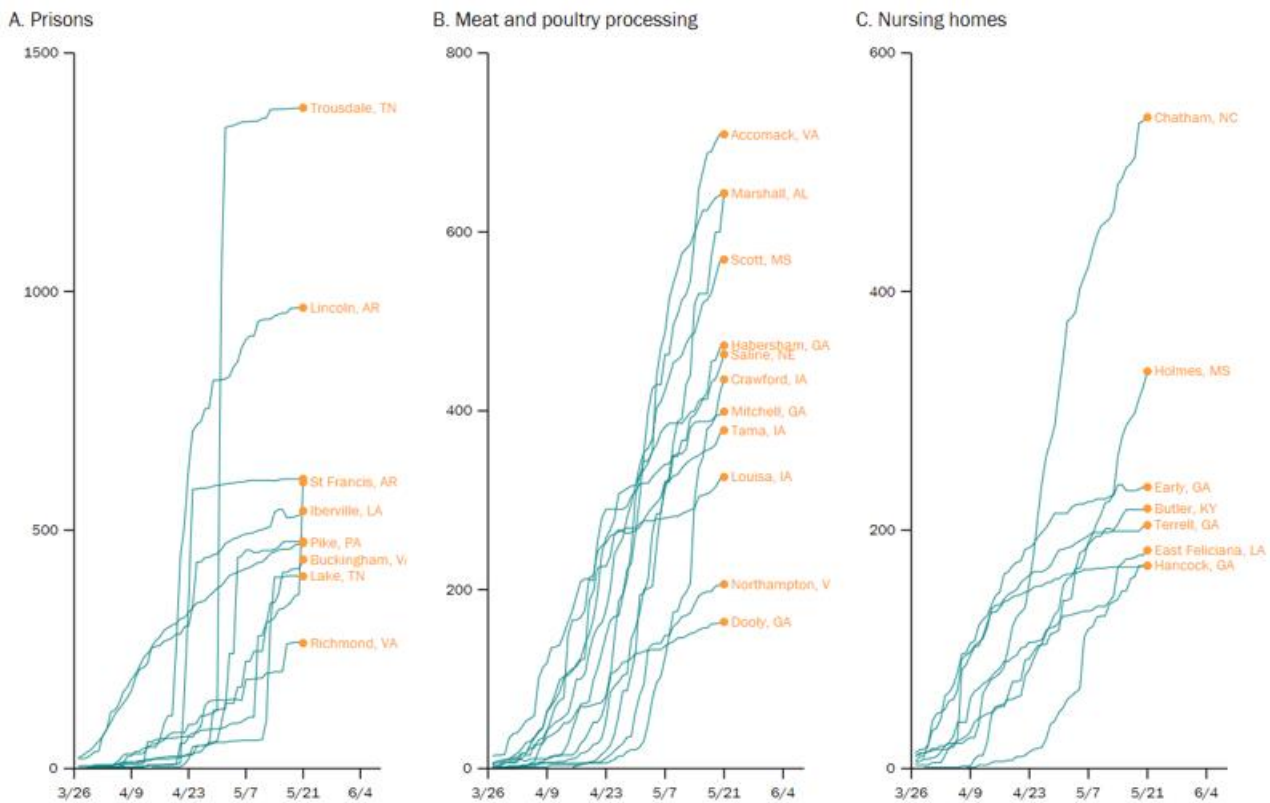 A. Prisons
1500
1000
500
0
3/26 4/9 4/23 5/7 5/21 6/4
Trousdale, TN
Lincoln, AR
St Francis, AR
Iberville, LA
Pike, PA
Buckingham, V
Lake, TN
Richmond, VA
B. Meat and poultry processing
800
600
400
200
0
3/26 4/9 4/23 5/7 5/21 6/4
Accomack, VA
Marshall, AL
Scott, MS
Habersham, GA
Saline, NE
Crawford, IA
Mitchell, GA
Tama, IA
Louisa, IA
Northampton, V
Dooly, GA
C. Nursing homes
600
400
200
0
3/26 4/9 4/23 5/7 5/21 6/4
Chatham, NC
Holmes, MS
Early, GA
Butler, KY
Terrell, GA
East Feliciana, LA
Hancock, GA